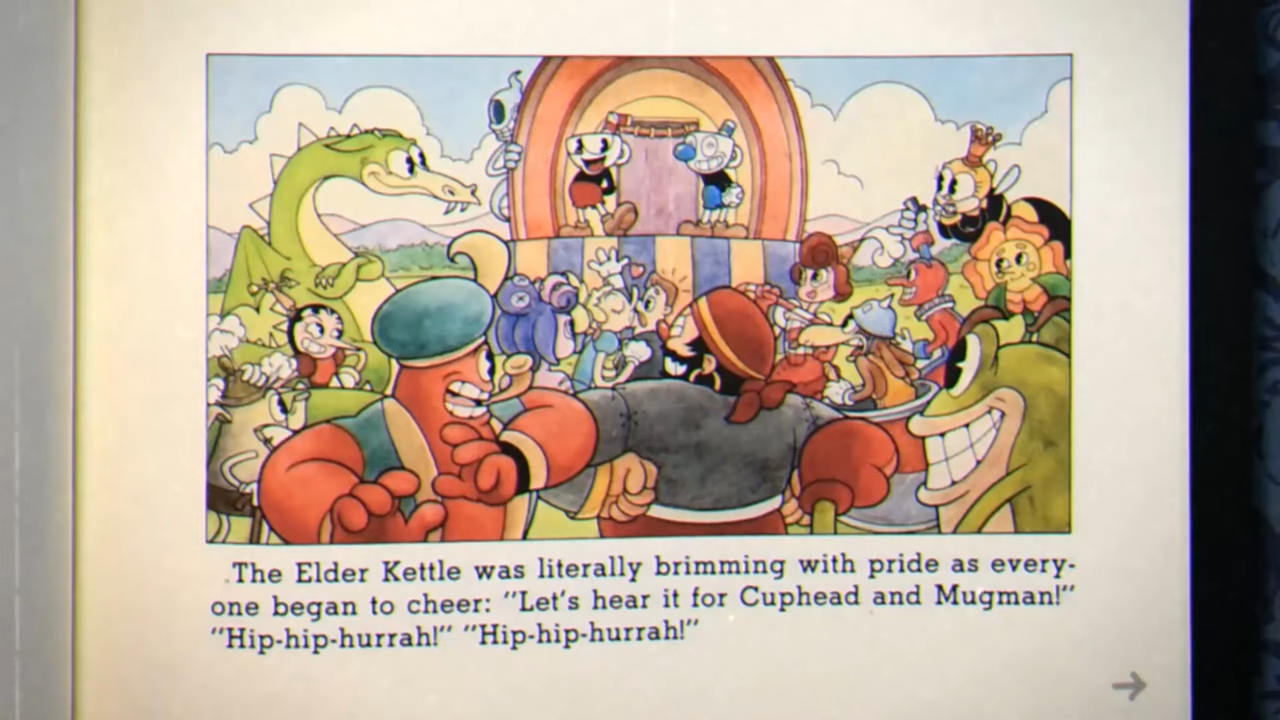 The Elder Kettle was literally brimming with pride as every-
one began to cheer: "Let's hear it for Cuphead and Mugman!"
"Hip-hip-hurrah!" "Hip-hip-hurrah!"